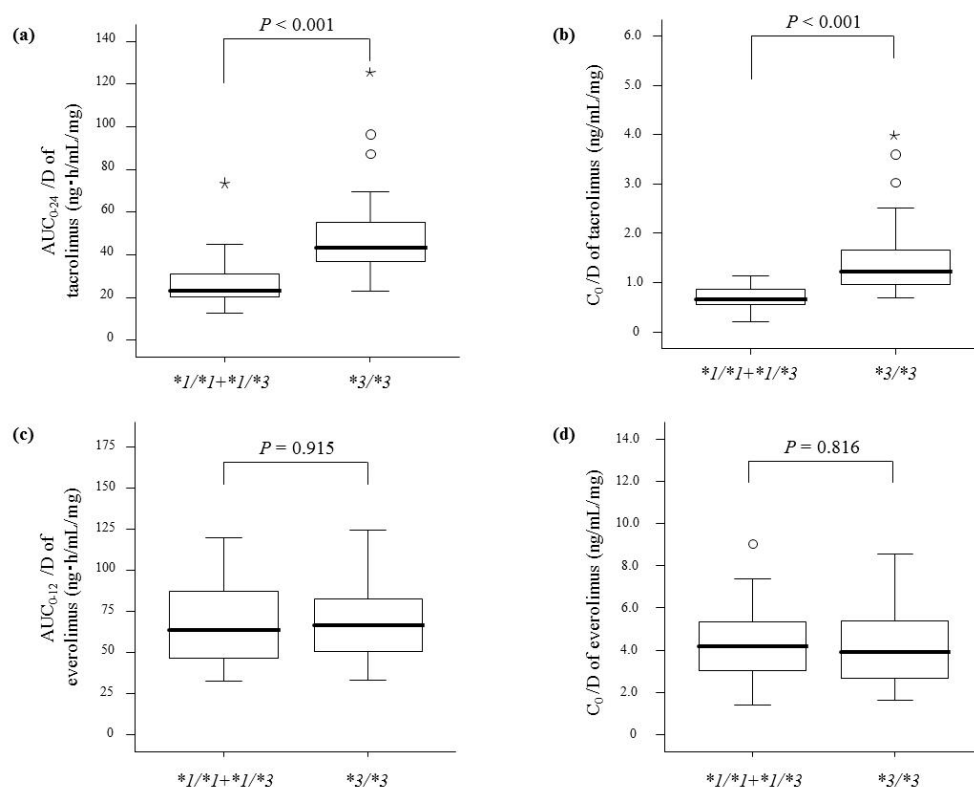 (a)
P < 0.001
AUC0-24 /D of
tacrolimus (ng·h/mL/mg)
140
120
100
80
60
40
20
0
*1/*1+*1/*3
*3/*3
(b)
P < 0.001
C0 /D of tacrolimus (ng/mL/mg)
6.0
5.0
4.0
3.0
2.0
1.0
0
*1/*1+*1/*3
*3/*3
(c)
P = 0.915
AUC0-12 /D of
everolimus (ng·h/mL/mg)
175
150
125
100
75
50
25
0
*1/*1+*1/*3
*3/*3
(d)
P = 0.816
C0 /D of everolimus (ng/mL/mg)
14.0
12.0
10.0
8.0
6.0
4.0
2.0
0
*1/*1+*1/*3
*3/*3